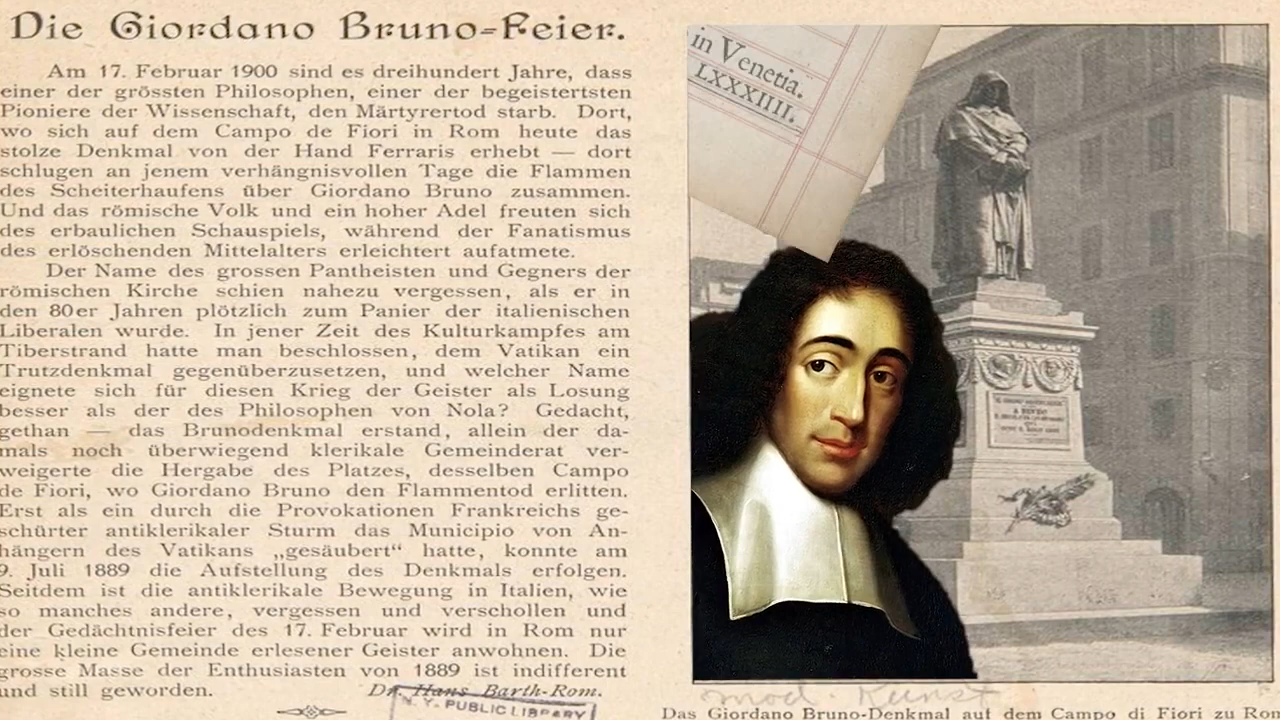 Die Giordano Bruno-Feier.
Am 17. Februar 1900 sind es dreihundert Jahre, dass
einer der grössten Philosophen, einer der begeistertsten
Pioniere der Wissenschaft, den Märtyrertod starb. Dort,
wo sich auf dem Campo de Fiori in Rom heute das
stolze Denkmal von der Hand Ferraris erhebt — dort
schlugen an jenem verhängnisvollen Tage die Flammen
des Scheiterhaufens über Giordano Bruno zusammen.
Und das römische Volk und ein hoher Adel freuten sich
des erbaulichen Schauspiels, während der Fanatismus
des erlöschenden Mittelalters erleichtert aufatmete.
Der Name des grossen Pantheisten und Gegners der
römischen Kirche schien nahezu vergessen, als er in
den 80er Jahren plötzlich zum Panier der italienischen
Liberalen wurde. In jener Zeit des Kulturkampfes am
Tiberstrand hatte man beschlossen, dem Vatikan ein
Trutzdenkmal gegenüberzusetzen, und welcher Name
eignete sich für diesen Krieg der Geister als Losung
besser als der des Philosophen von Nola? Gedacht,
gethan — das Brunodenkmal erstand, allein der da-
mals noch überwiegend klerikale Gemeinderat ver-
weigerte die Hergabe des Platzes, desselben Campo
de Fiori, wo Giordano Bruno den Flammentod erlitten.
Erst als ein durch die Provokationen Frankreichs ge-
schürter antiklerikaler Sturm das Municipio von An-
hängern des Vatikans „gesäubert“ hatte, konnte am
9. Juli 1889 die Aufstellung des Denkmals erfolgen.
Seitdem ist die antiklerikale Bewegung in Italien, wie
so manches andere, vergessen und verschollen und
der Gedächtnisfeier des 17. Februar wird in Rom nur
eine kleine Gemeinde erlesener Geister anwohnen. Die
grosse Masse der Enthusiasten von 1889 ist indifferent
und still geworden.
Dr. Hans Barth-Rom.
N. Y. PUBLIC LIBRARY
in Venetia.
LXXXIIII.
A BRUNO
mod. Kunst
Das Giordano Bruno-Denkmal auf dem Campo di Fiori zu Rom